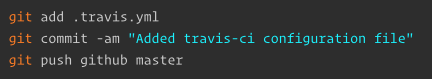 git add .travis.yml
git commit -am "Added travis-ci configuration file"
git push github master